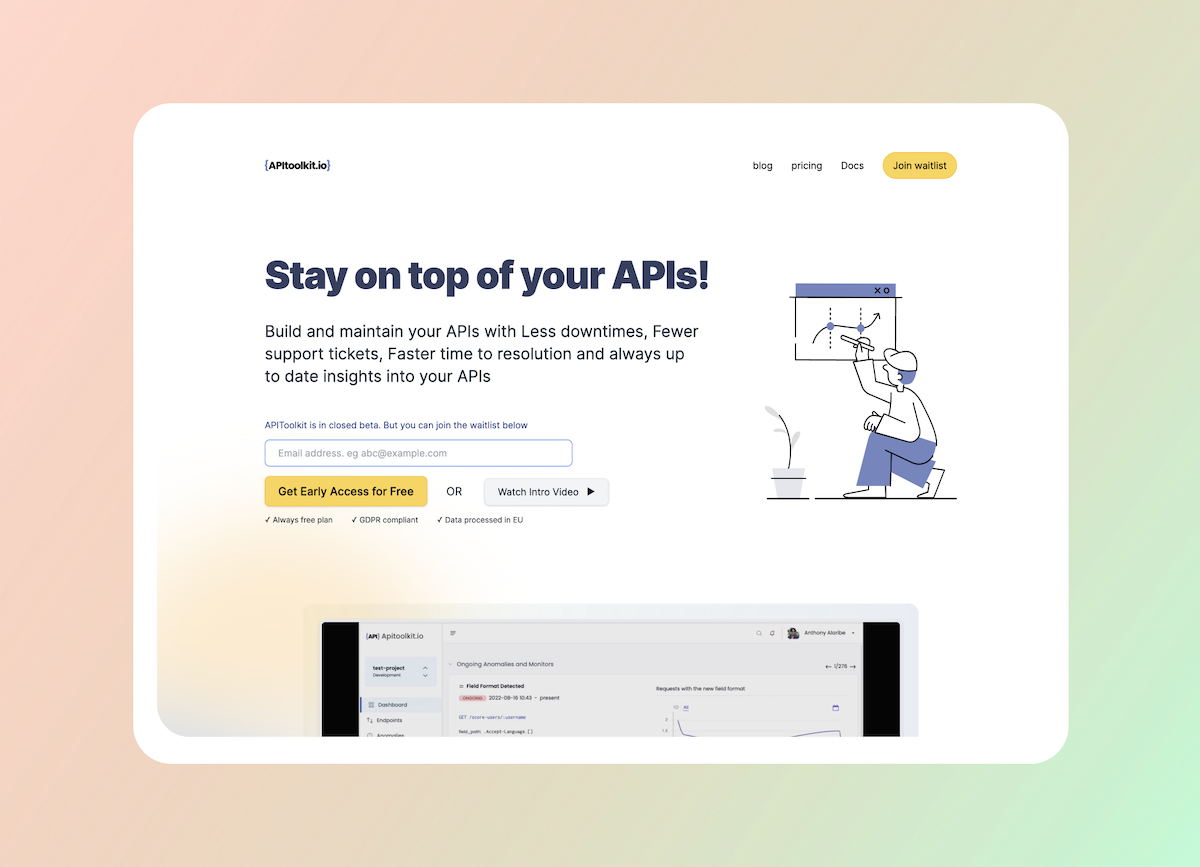 {APItoolkit.io}
blog pricing Docs Join waitlist
Stay on top of your APIs!
Build and maintain your APIs with Less downtimes, Fewer
support tickets, Faster time to resolution and always up
to date insights into your APIs
APIToolkit is in closed beta. But you can join the waitlist below
Email address. eg abc@example.com
Get Early Access for Free OR Watch Intro Video
✓ Always free plan ✓ GDPR compliant ✓ Data processed in EU
{API} Apitoolkit.io
Anthony Alaribe
test-project
Development
Ongoing Anomalies and Monitors
1/276
Field Format Detected
ONGOING 2022-08-16 10:43 - present
Requests with the new field format
Dashboard
All
GET /score-users/:username
Endpoints
field_path: .Accept-Language.[]
Anomalies